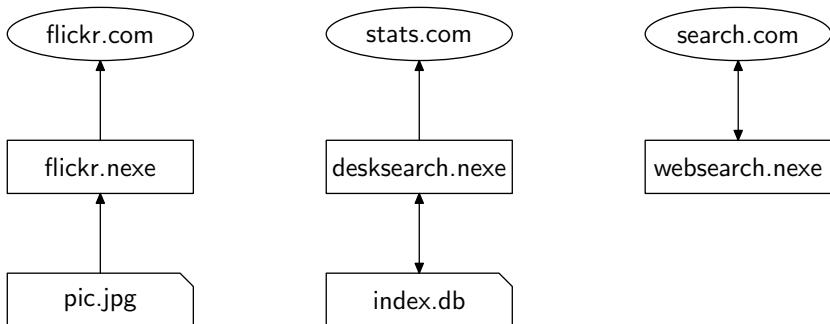 flickr.com
stats.com
search.com
flickr.nexe
desksearch.nexe
websearch.nexe
pic.jpg
index.db